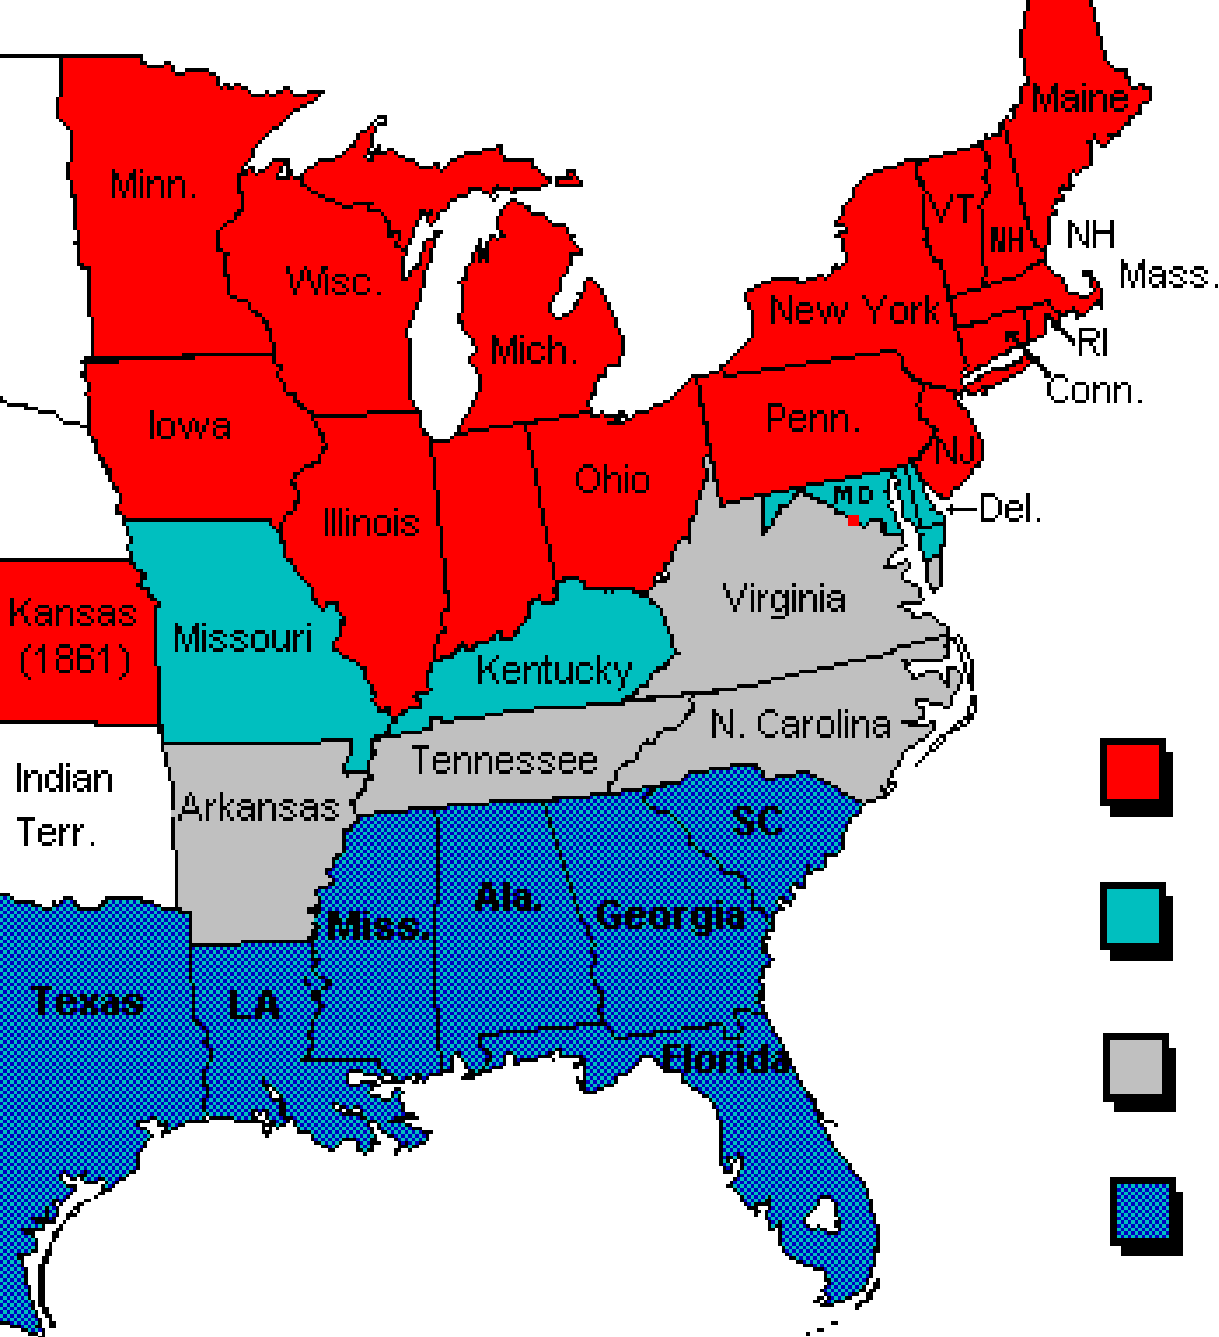 Maine
Minn.
VT
NH
NH
Mass.
Wisc.
New York
RI
Mich.
Conn.
Iowa
Penn.
NJ
Ohio
MD
Del.
Illinois
Kansas
(1861)
Virginia
Missouri
Kentucky
N. Carolina
Tennessee
Indian
Terr.
Arkansas
SC
Ala.
Georgia
Miss.
Texas
LA
Florida